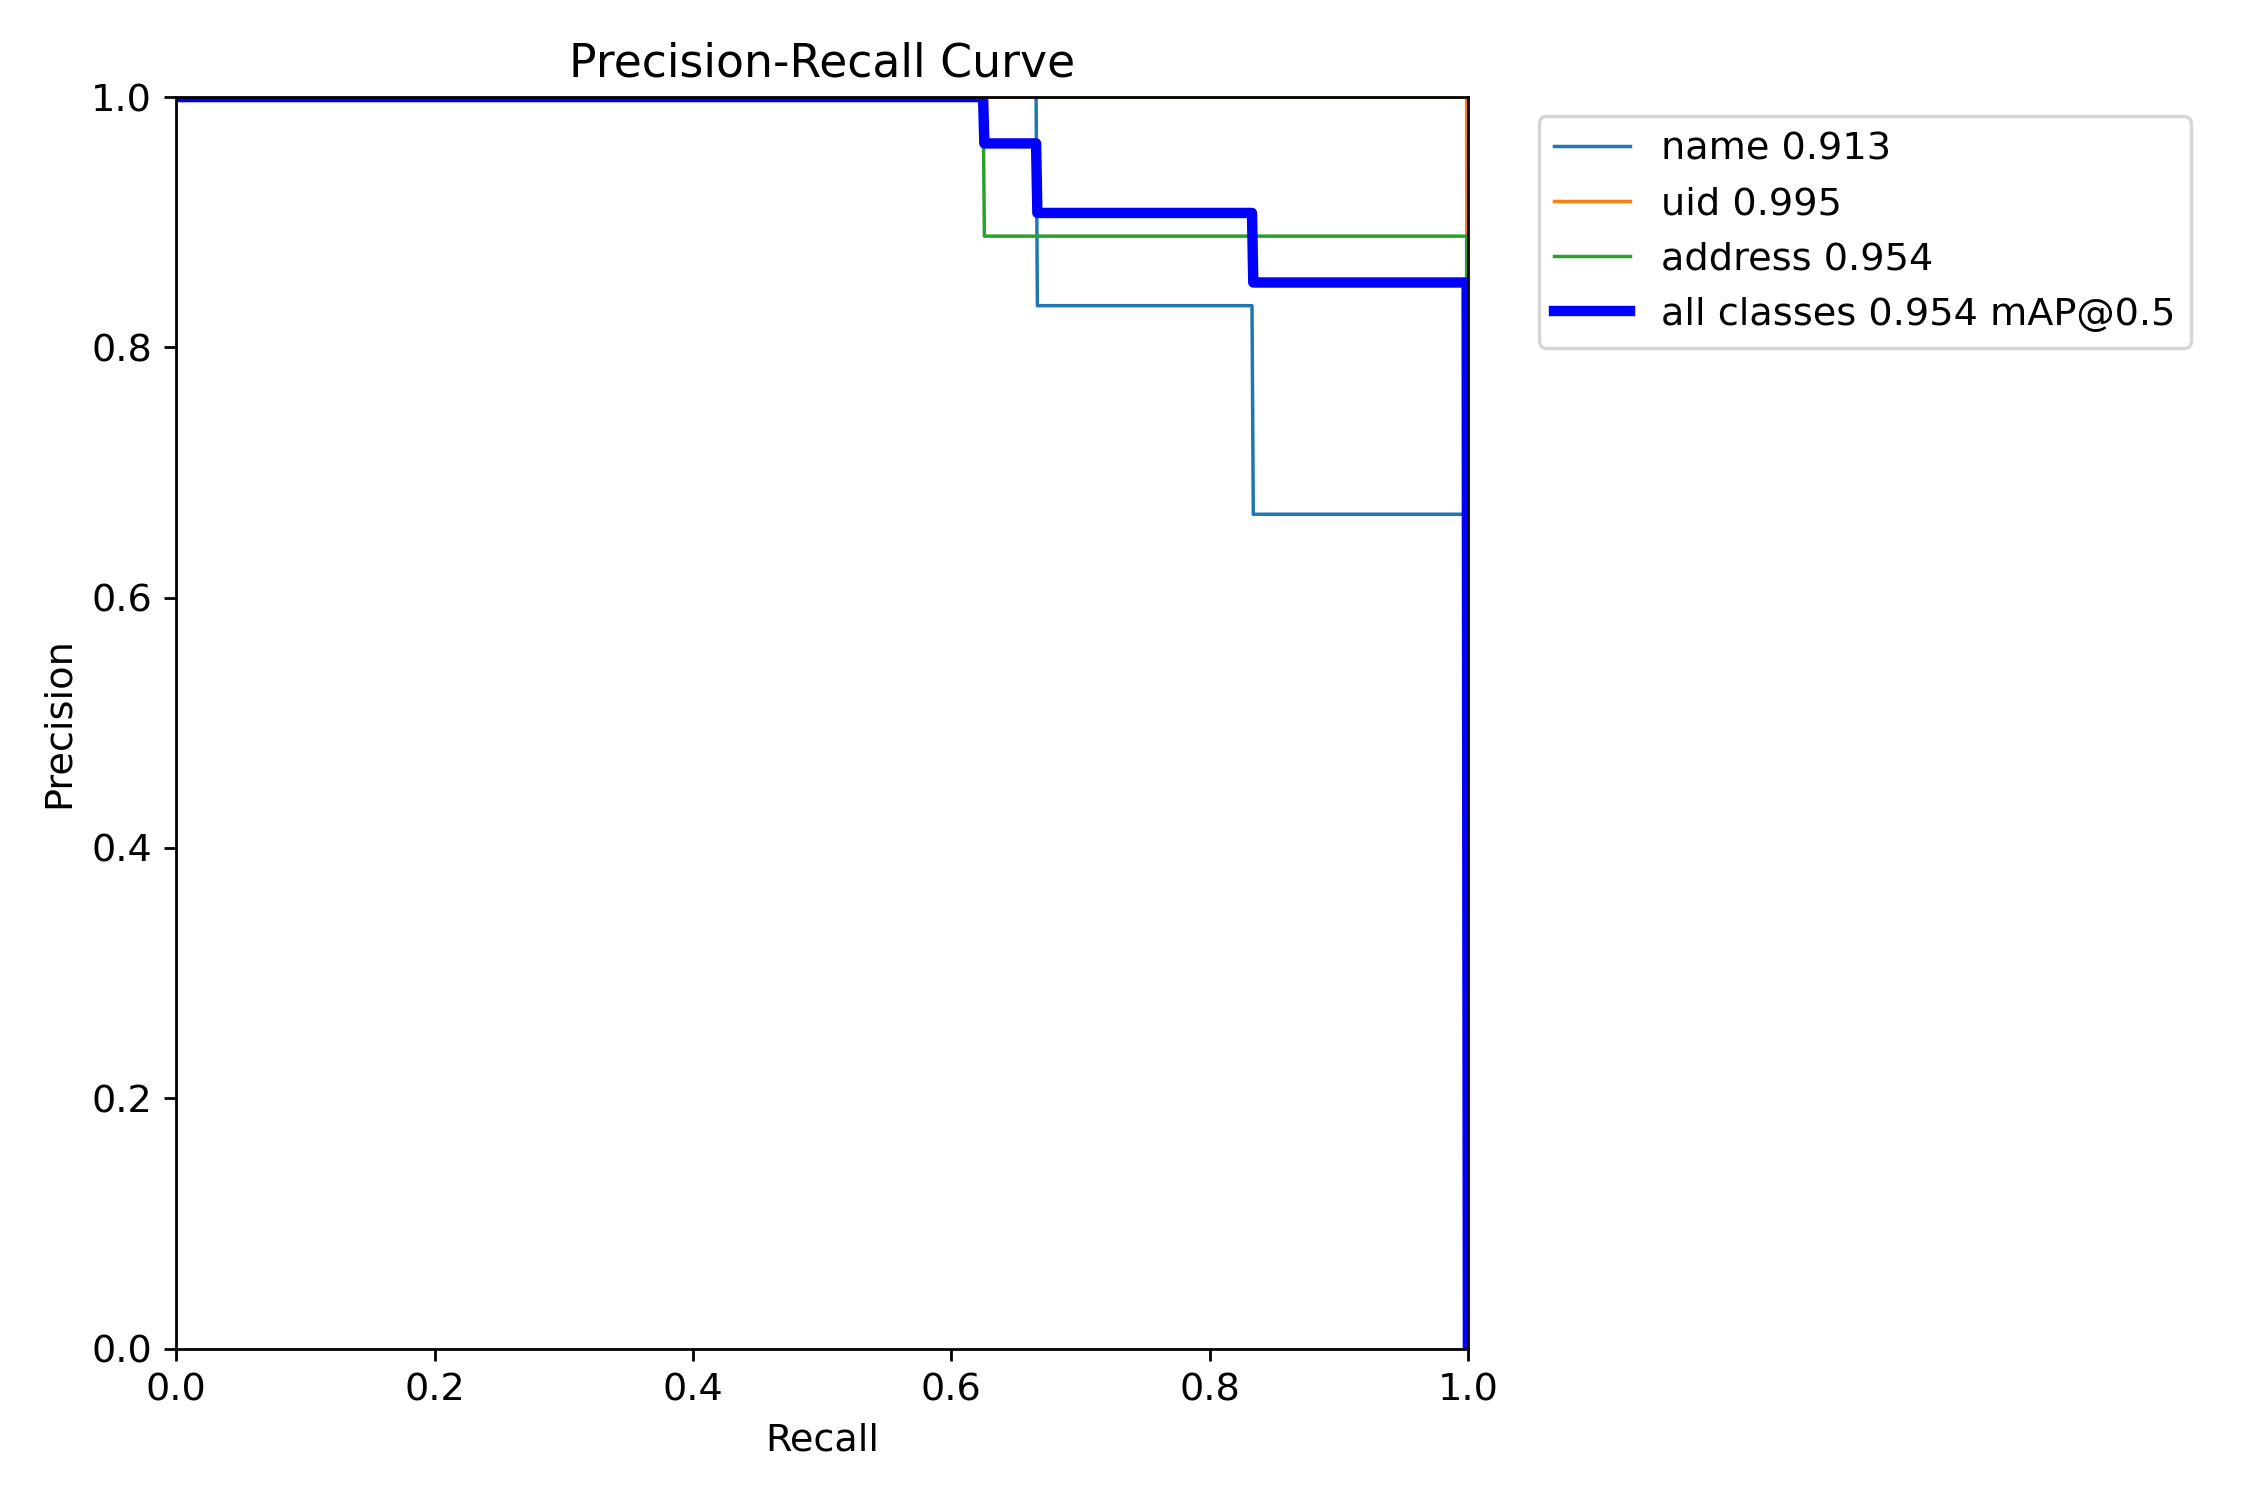 Precision-Recall Curve
1.0
0.8
0.6
0.4
0.2
0.0
Precision
0.0 0.2 0.4 0.6 0.8 1.0
Recall
name 0.913
uid 0.995
address 0.954
all classes 0.954 mAP@0.5